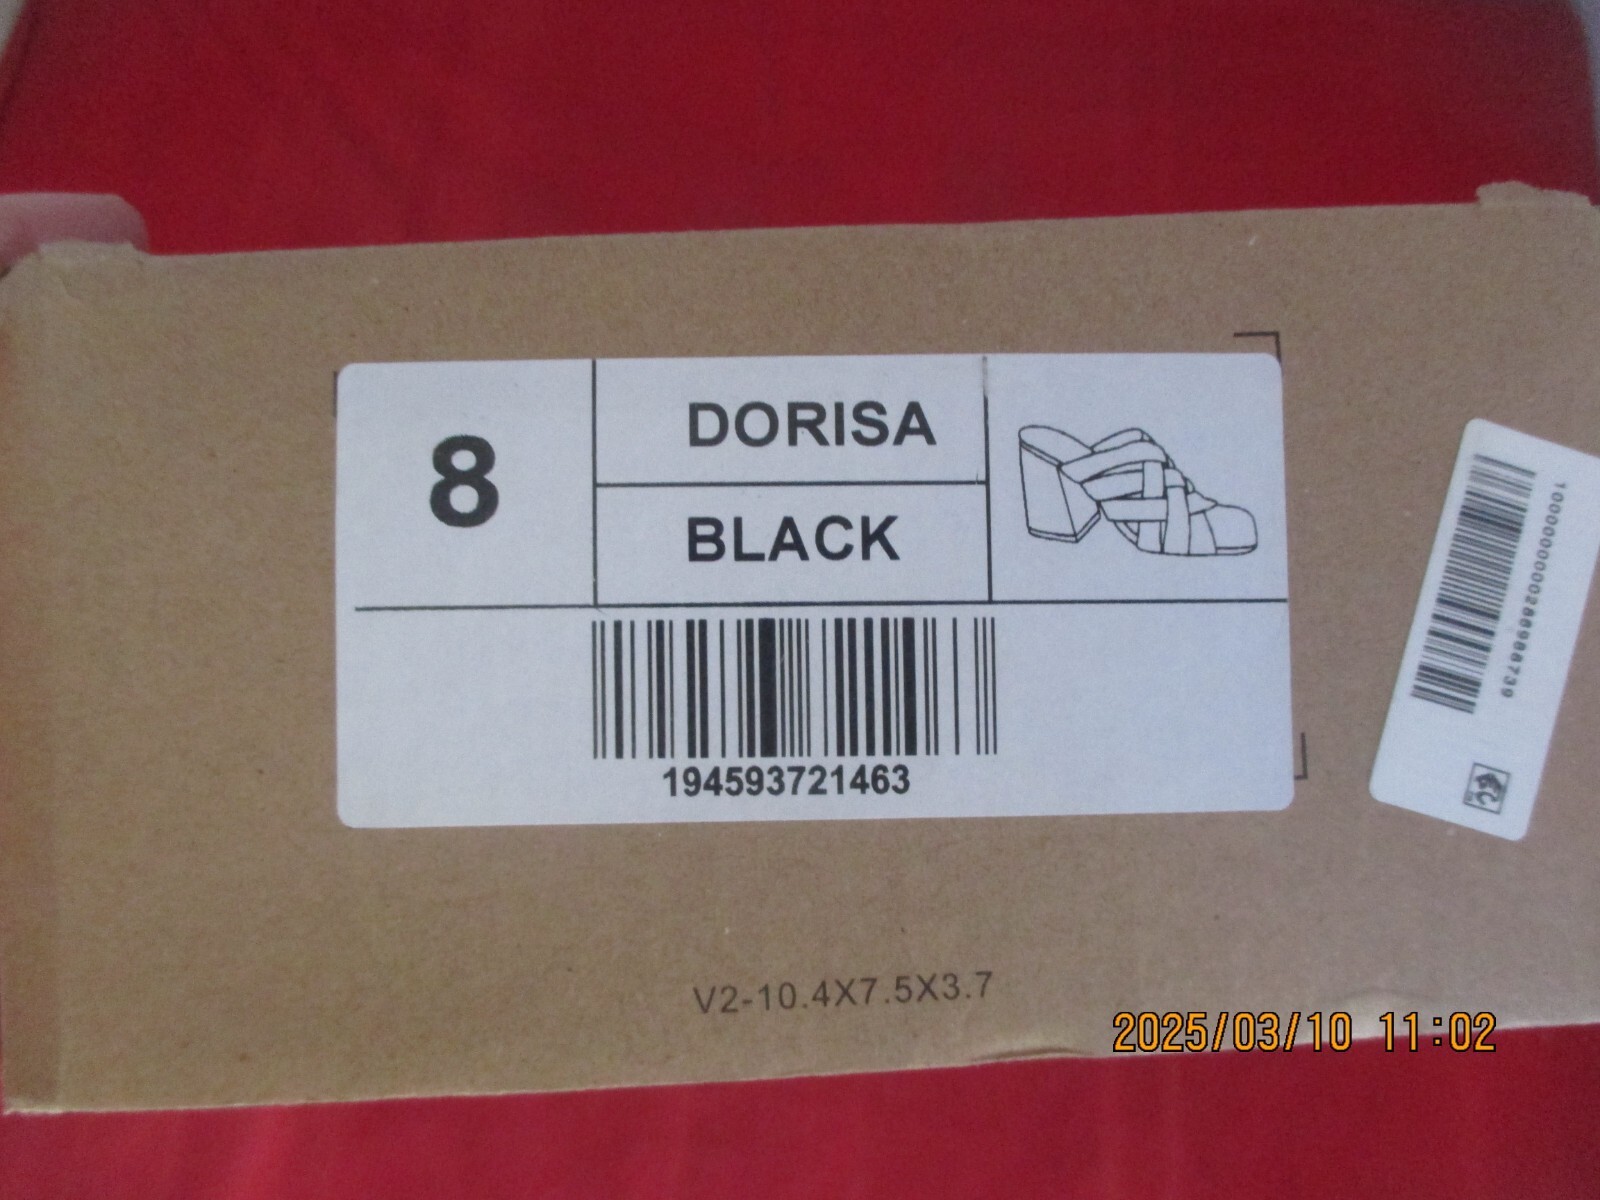 8
DORISA
BLACK
194593721463
V2-10.4X7.5X3.7
2025/03/10 11:02